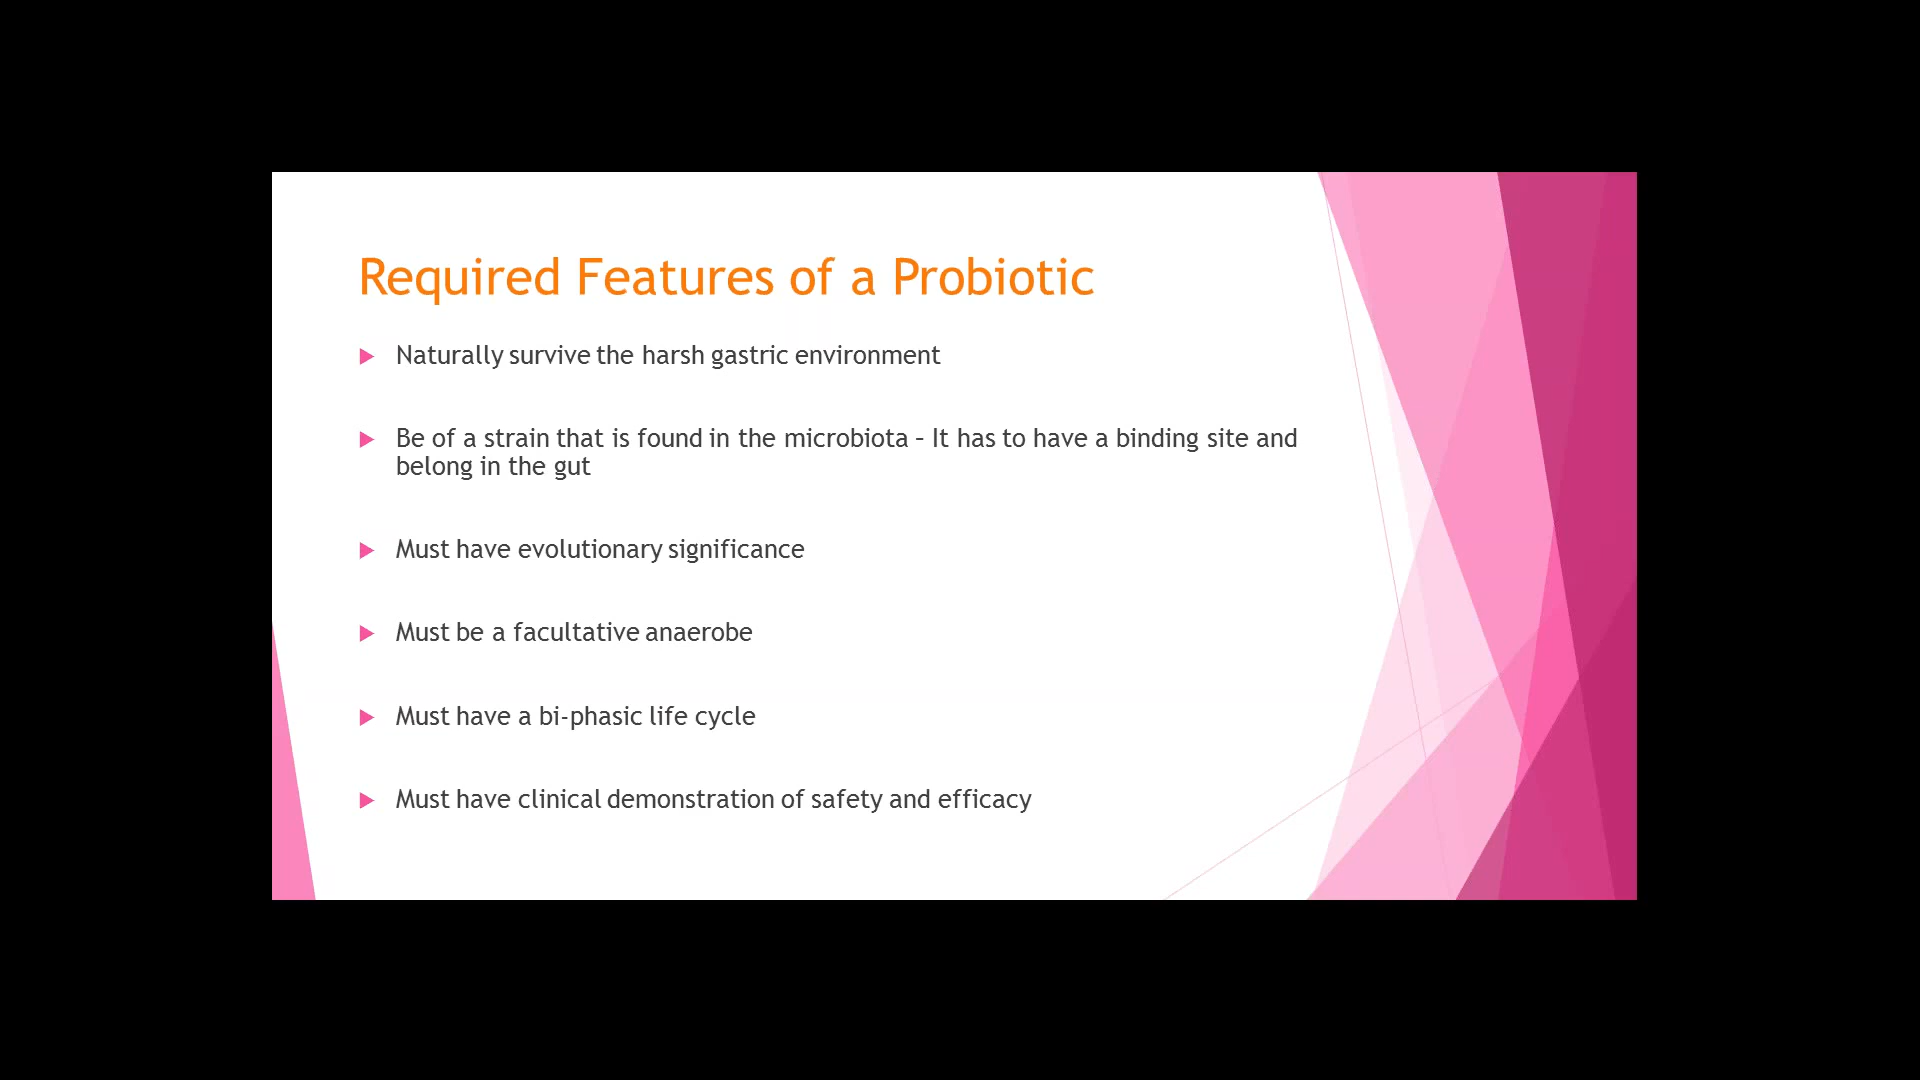 Required Features of a Probiotic
Naturally survive the harsh gastric environment
Be of a strain that is found in the microbiota – It has to have a binding site and
belong in the gut
Must have evolutionary significance
Must be a facultative anaerobe
Must have a bi-phasic life cycle
Must have clinical demonstration of safety and efficacy